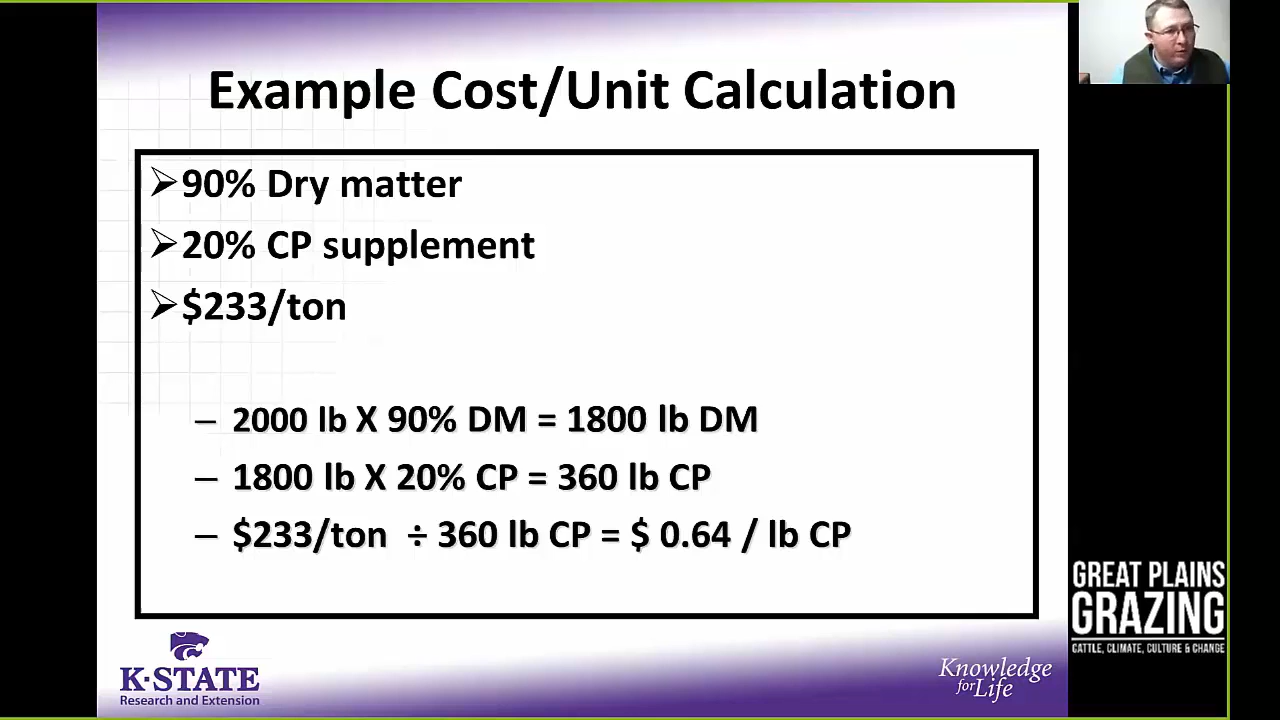 Example Cost/Unit Calculation
➢90% Dry matter
➢20% CP supplement
➢$233/ton
– 2000 lb X 90% DM = 1800 lb DM
– 1800 lb X 20% CP = 360 lb CP
– $233/ton ÷ 360 lb CP = $ 0.64 / lb CP
K-STATE
Research and Extension
Knowledge
for Life
GREAT PLAINS
GRAZING
CATTLE, CLIMATE, CULTURE & CHANGE